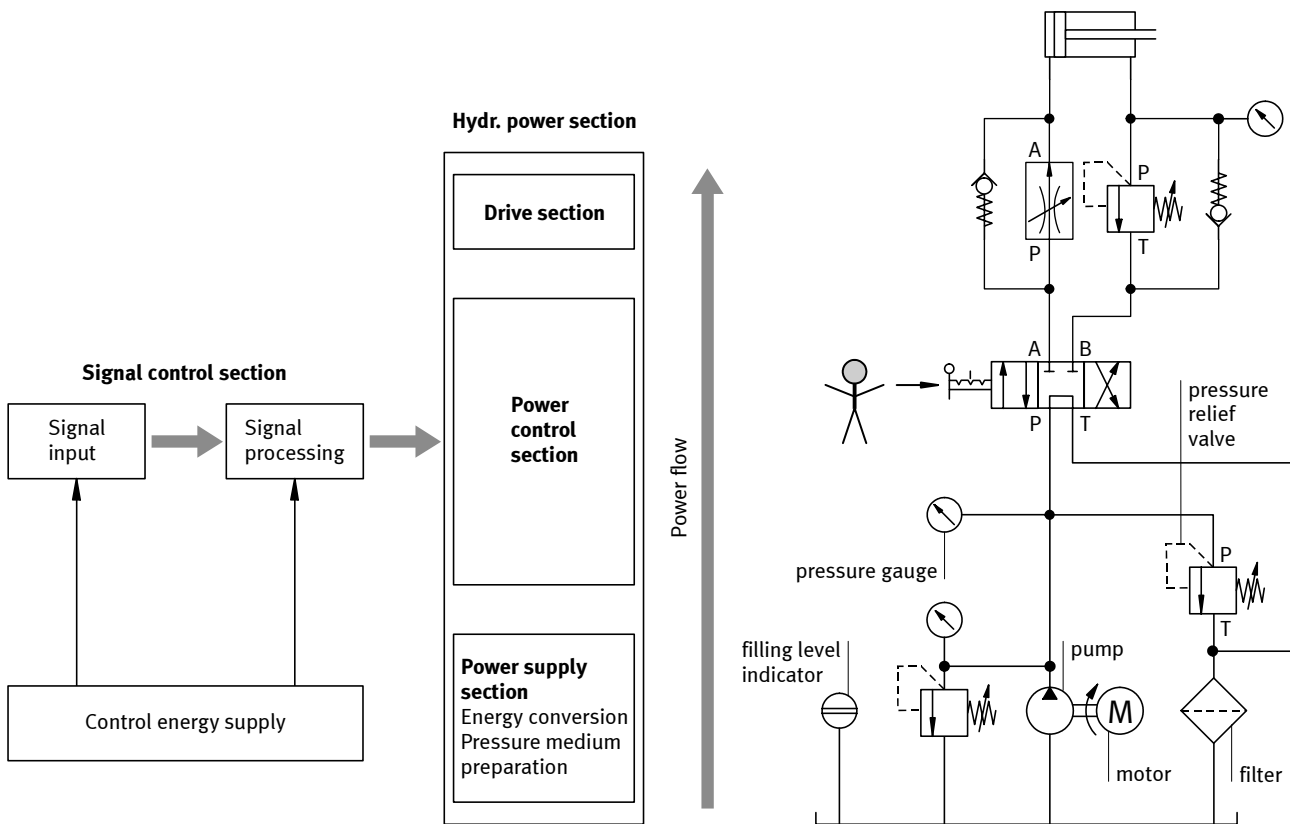 Hydr. power section
Drive section
Power
control
section
Power supply
section
Energy conversion
Pressure medium
preparation
Signal control section
Signal
input
Signal
processing
Control energy supply
Power flow
A
P
P
T
A
B
P
T
pressure
relief
valve
pressure gauge
P
T
filling level
indicator
pump
M
motor
filter